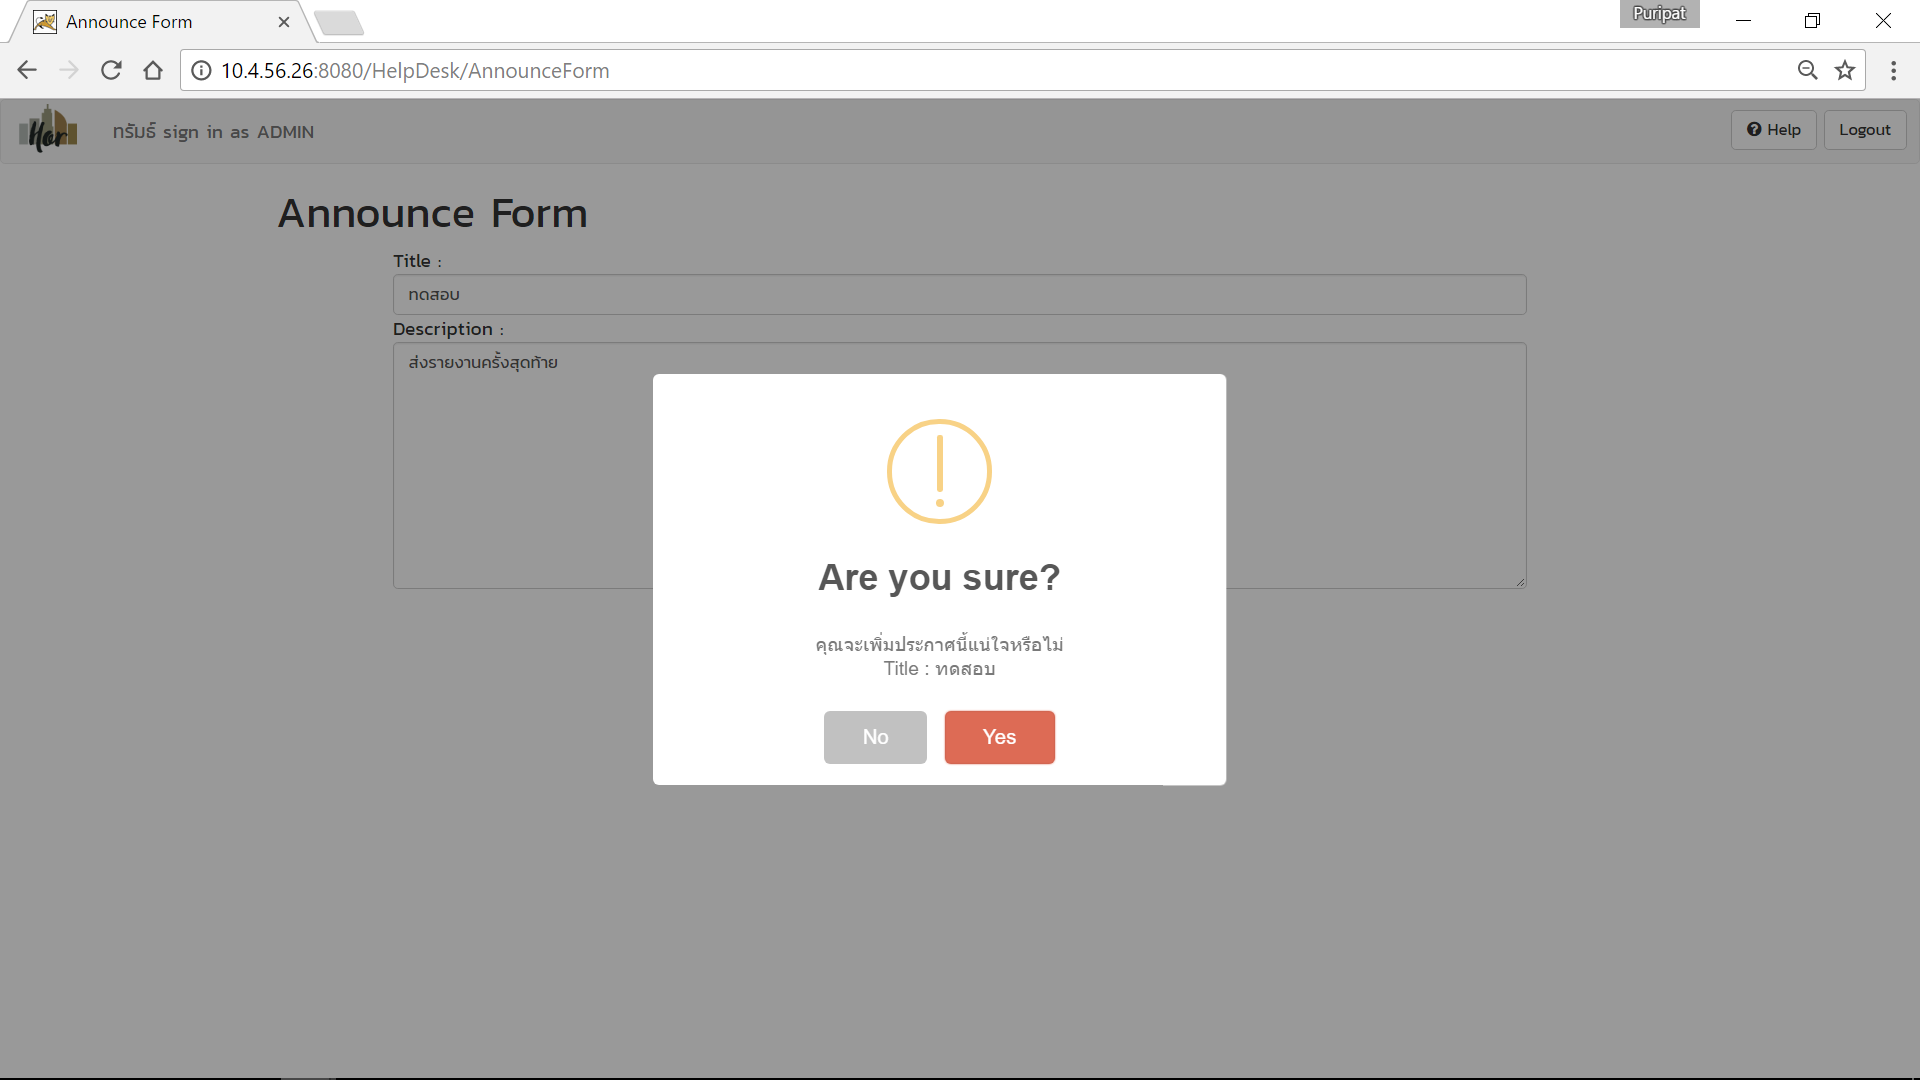 Announce Form
Puripat
10.4.56.26:8080/HelpDesk/AnnounceForm
Hor
ทรัมธ์ sign in as ADMIN
Help
Logout
Announce Form
Title :
ทดสอบ
Description :
ส่งรายงานครั้งสุดท้าย
Are you sure?
คุณจะเพิ่มประกาศนี้แน่ใจหรือไม่
Title : ทดสอบ
No
Yes